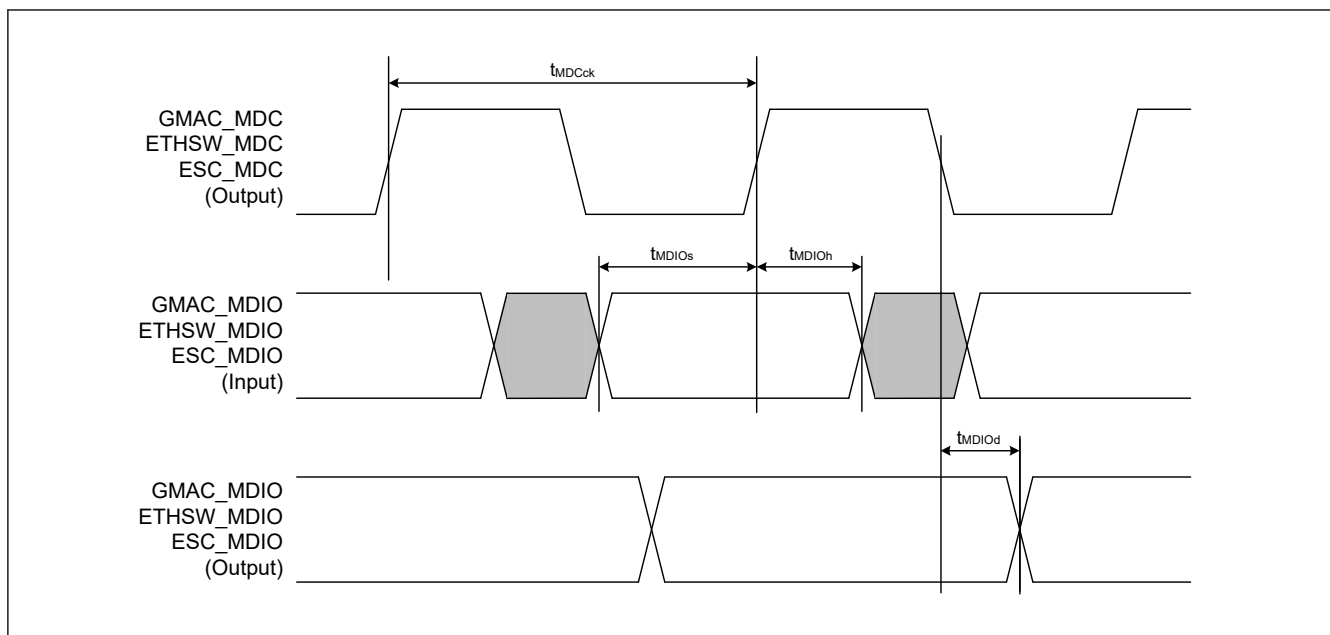 tMDCck
GMAC_MDC
ETHSW_MDC
ESC_MDC
(Output)
tMDIOs
tMDIOh
GMAC_MDIO
ETHSW_MDIO
ESC_MDIO
(Input)
tMDIOd
GMAC_MDIO
ETHSW_MDIO
ESC_MDIO
(Output)